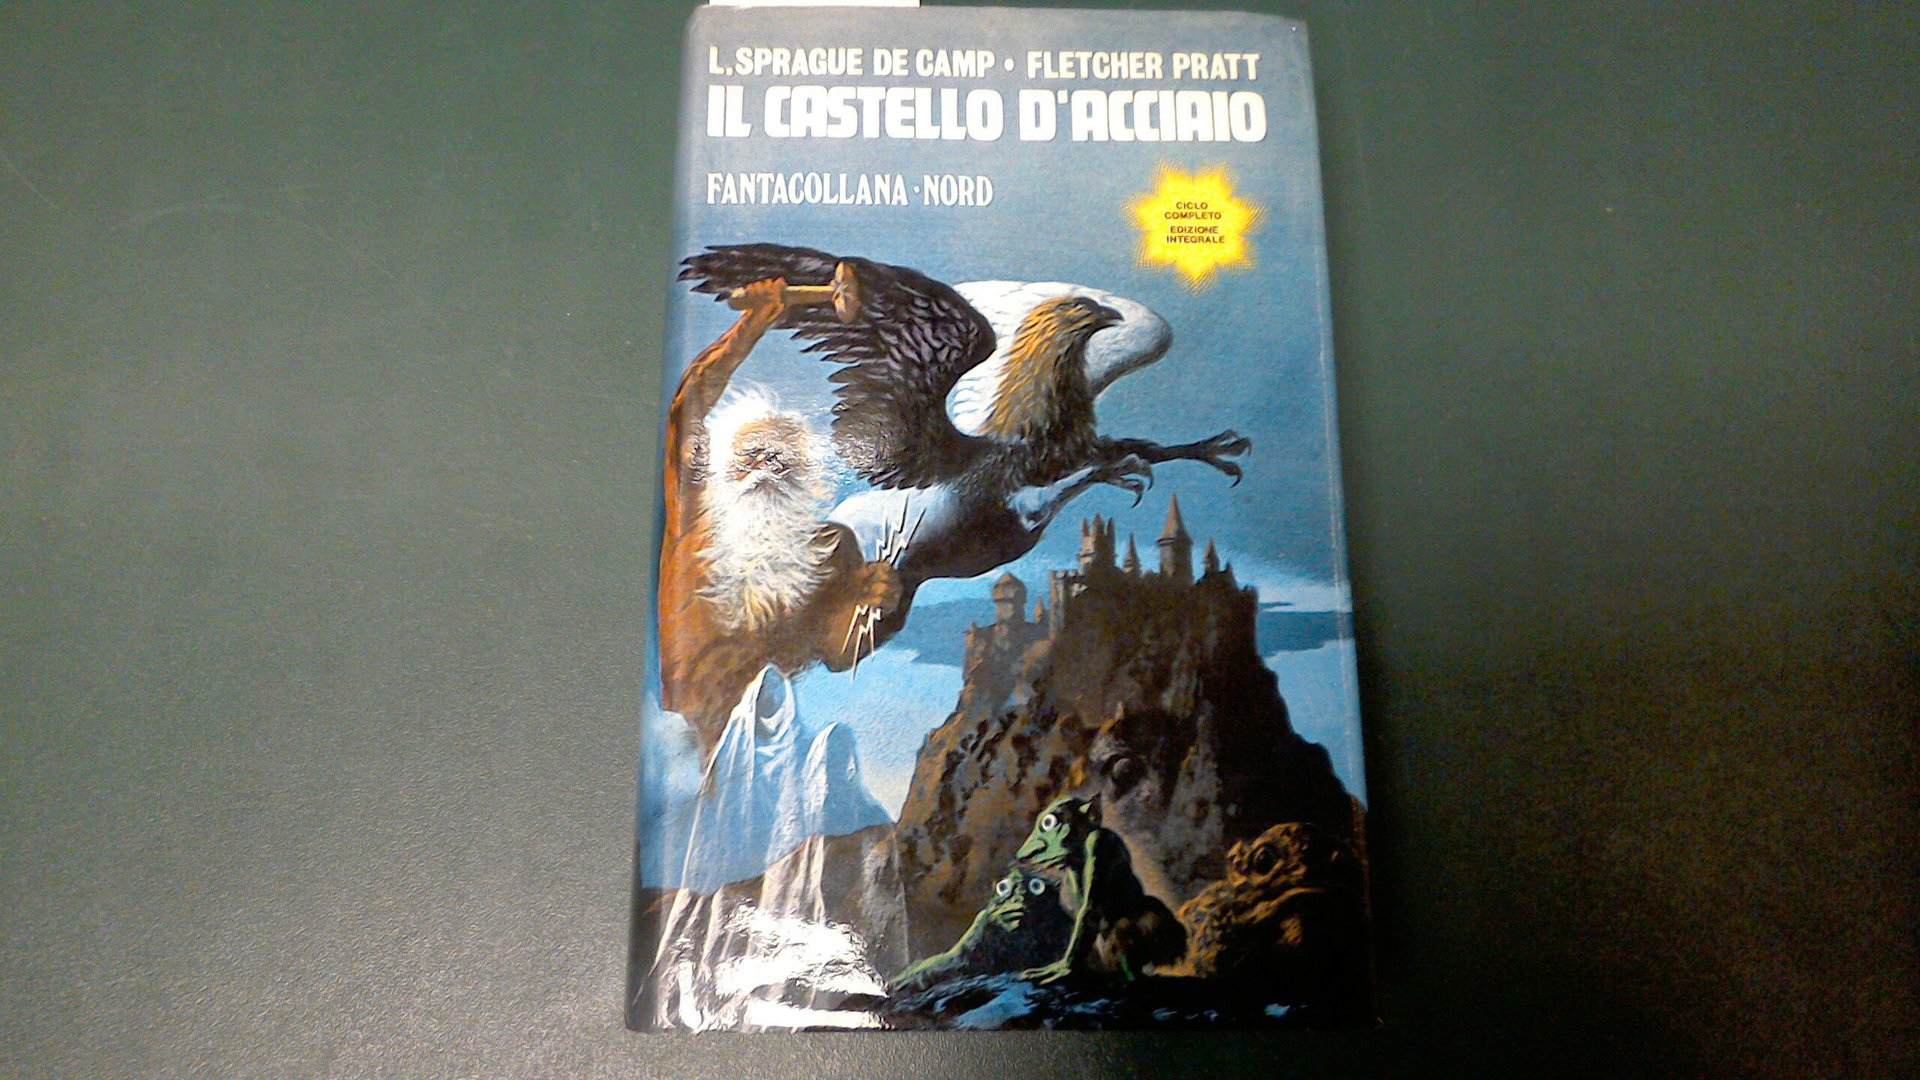 L. SPRAGUE DE CAMP • FLETCHER PRATT
IL CASTELLO D'ACCIAIO
FANTACOLLANA • NORD
CICLO
COMPLETO
EDIZIONE
INTEGRALE